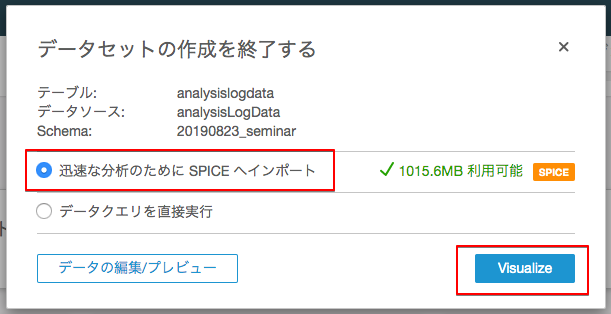 データセットの作成を終了する
×
テーブル: analysislogdata
データソース: analysisLogData
Schema: 20190823_seminar
迅速な分析のために SPICE へインポート 1015.6MB 利用可能 SPICE
データクエリを直接実行
データの編集/プレビュー Visualize